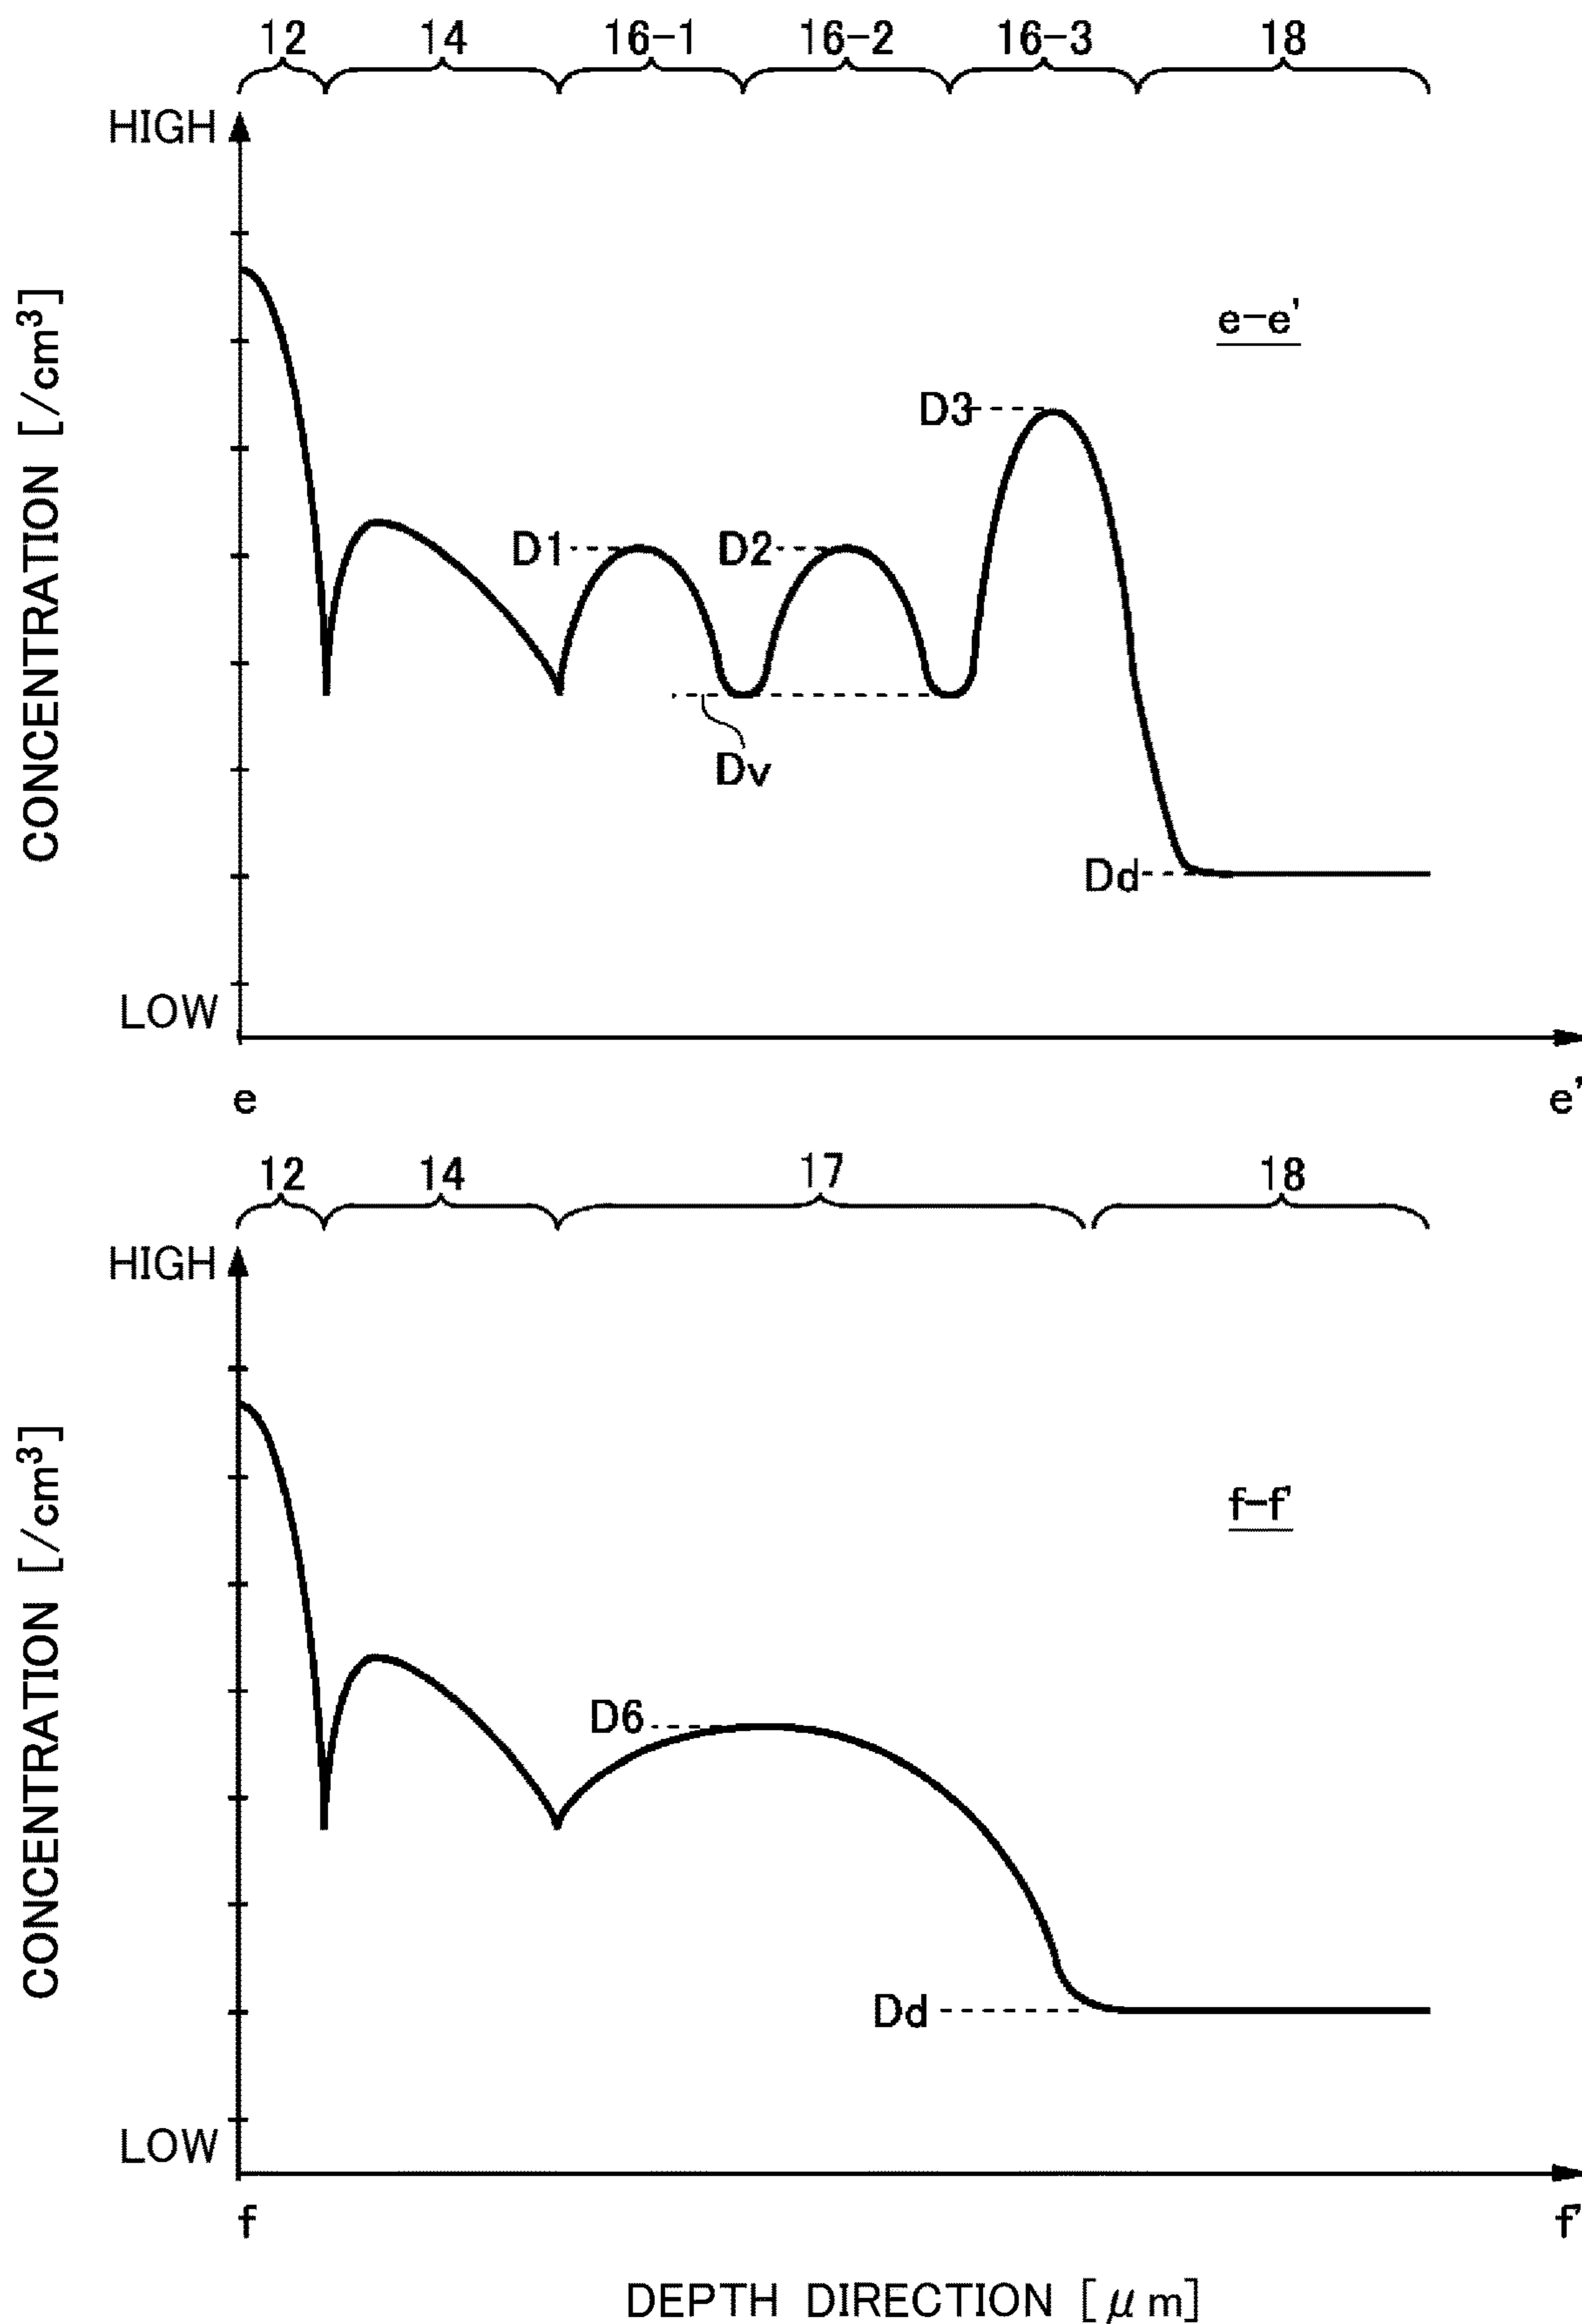 12 14 16-1 16-2 16-3 18
HIGH
e-e'
D3
D1 D2
CONCENTRATION [/cm³]
Dv
Dd
LOW
e e'
12 14 17 18
HIGH
f-f'
D6
CONCENTRATION [/cm³]
Dd
LOW
f f'
DEPTH DIRECTION [μm]